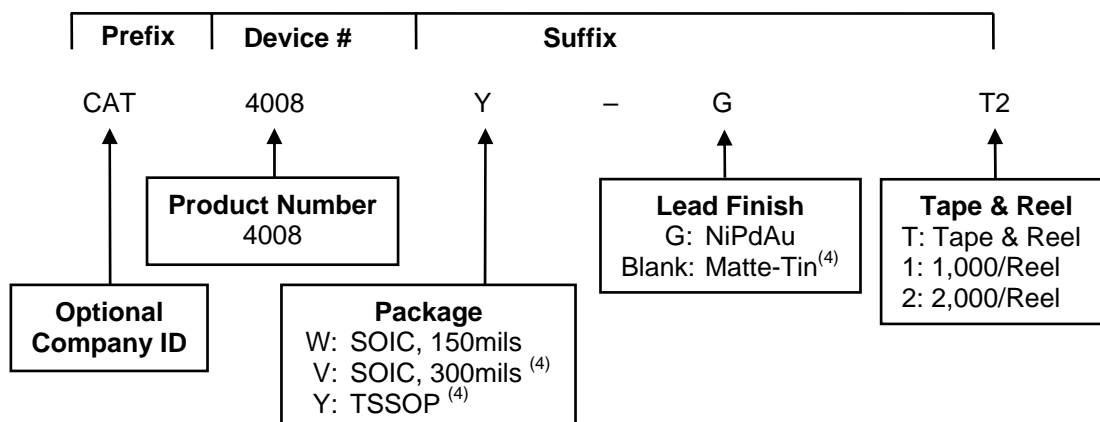 Prefix Device # Suffix
CAT 4008 Y – G T2
Product Number
4008
Optional
Company ID
Package
W: SOIC, 150mils
V: SOIC, 300mils (4)
Y: TSSOP (4)
Lead Finish
G: NiPdAu
Blank: Matte-Tin(4)
Tape & Reel
T: Tape & Reel
1: 1,000/Reel
2: 2,000/Reel